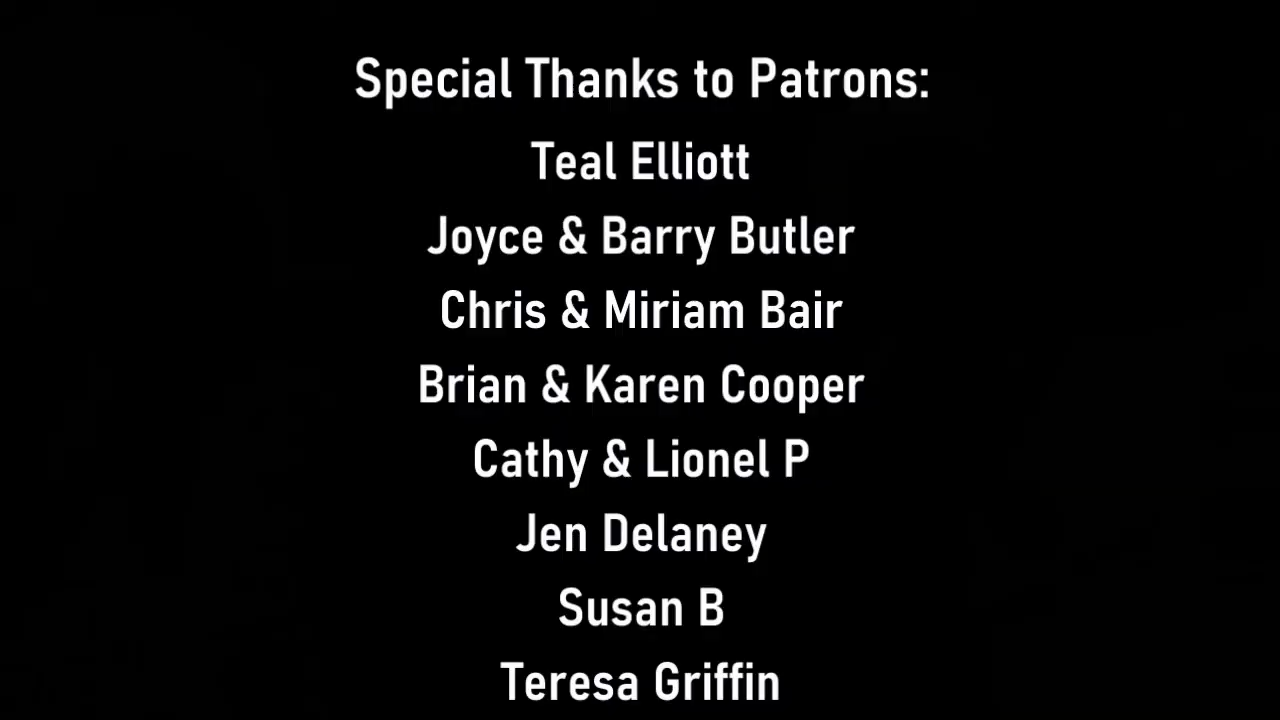 Special Thanks to Patrons:
Teal Elliott
Joyce & Barry Butler
Chris & Miriam Bair
Brian & Karen Cooper
Cathy & Lionel P
Jen Delaney
Susan B
Teresa Griffin